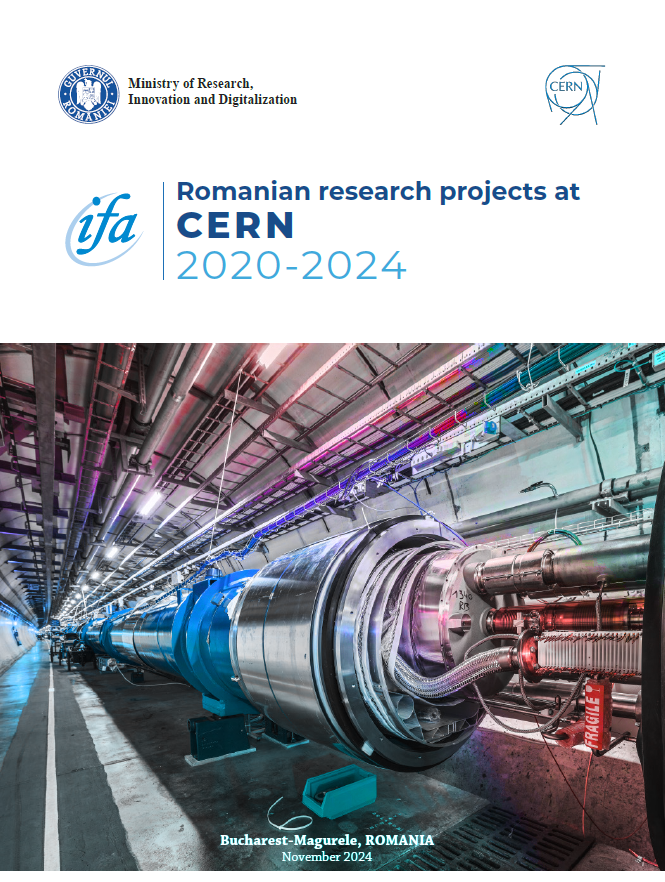 GUVERNUL
ROMÂNIEI
Ministry of Research,
Innovation and Digitalization
CERN
ifa
Romanian research projects at
CERN
2020-2024
FRAGILE
Bucharest-Magurele, ROMANIA
November 2024